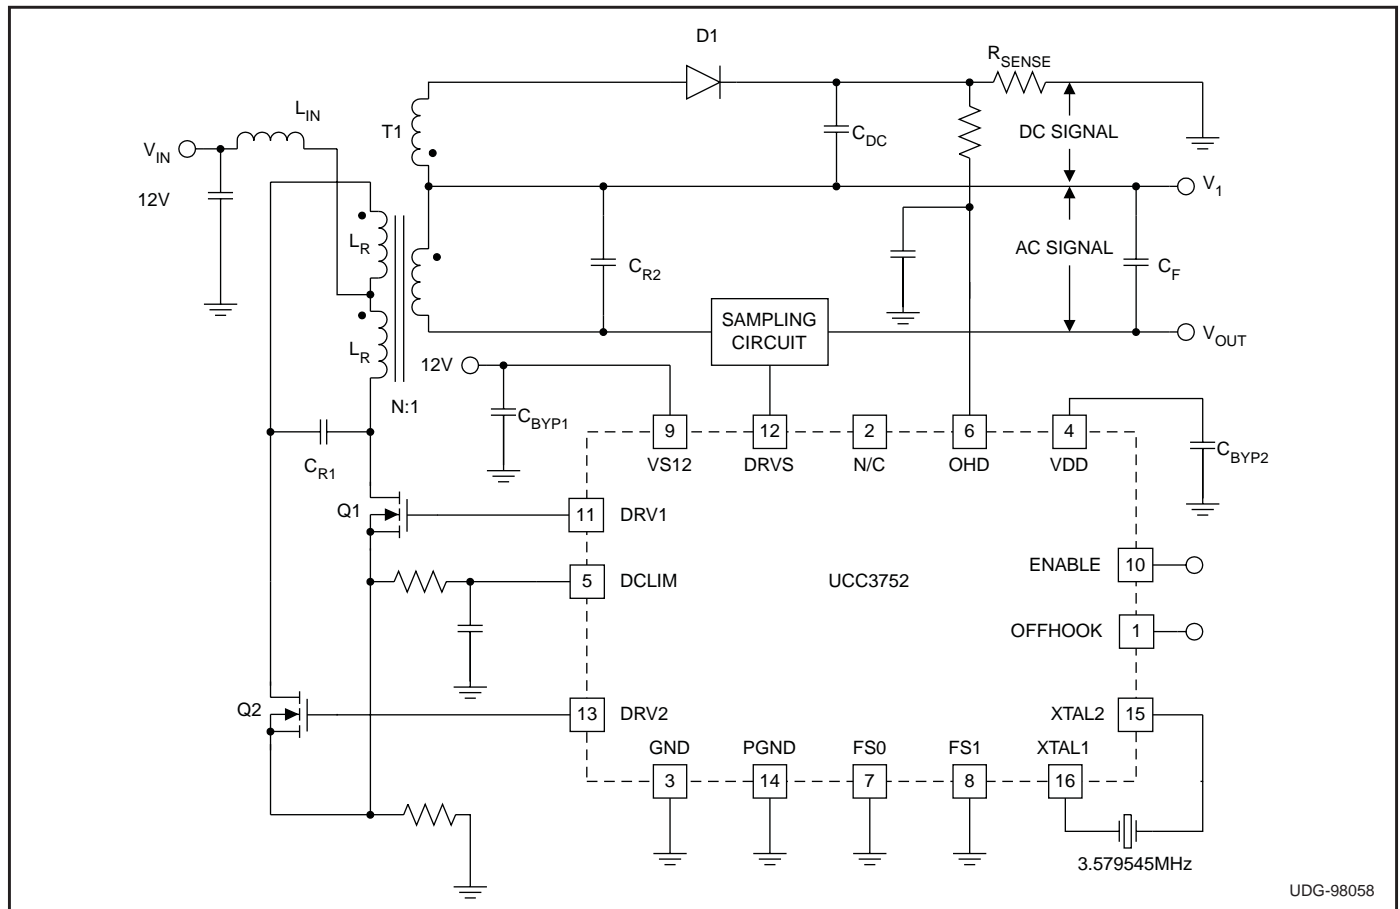 D1
RSENSE
LIN
T1
CDC
DC SIGNAL
VIN
12V
V1
LR
AC SIGNAL
CR2
CF
SAMPLING
CIRCUIT
VOUT
LR
12V
N:1
CBYP1
9
12
2
6
4
CBYP2
CR1
VS12
DRVS
N/C
OHD
VDD
Q1
11
DRV1
ENABLE
10
5
DCLIM
UCC3752
OFFHOOK
1
Q2
13
DRV2
XTAL2
15
GND
PGND
FS0
FS1
XTAL1
3
14
7
8
16
3.579545MHz
UDG-98058